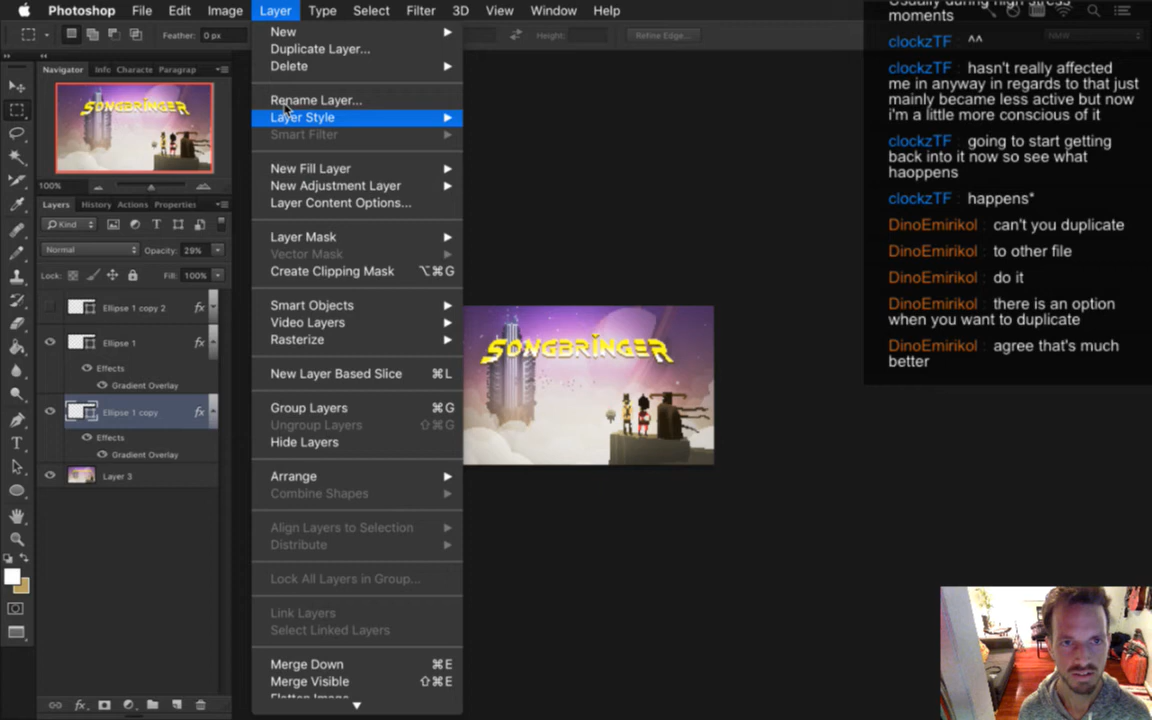 Photoshop File Edit Image Layer Type Select Filter 3D View Window Help
Feather: 0 px
Height:
Refine Edge...
Navigator Info Characte Paragrap
SONGBRINGER
100%
Layers History Actions Properties
Kind
Normal Opacity: 29%
Lock: Fill: 100%
Ellipse 1 copy 2 fx
Ellipse 1 fx
Effects
Gradient Overlay
Ellipse 1 copy fx
Effects
Gradient Overlay
Layer 3
New
Duplicate Layer...
Delete
Rename Layer...
Layer Style
Smart Filter
New Fill Layer
New Adjustment Layer
Layer Content Options...
Layer Mask
Vector Mask
Create Clipping Mask ⌥⌘G
Smart Objects
Video Layers
Rasterize
New Layer Based Slice ⌘L
Group Layers ⌘G
Ungroup Layers ⇧⌘G
Hide Layers
Arrange
Combine Shapes
Align Layers to Selection
Distribute
Lock All Layers in Group...
Link Layers
Select Linked Layers
Merge Down ⌘E
Merge Visible ⇧⌘E
Flatten Image
SONGBRINGER
Usually during high stress
moments
clockzTF : ^^
clockzTF : hasn't really affected
me in anyway in regards to that just
mainly became less active but now
i'm a little more conscious of it
clockzTF : going to start getting
back into it now so see what
haoppens
clockzTF : happens*
DinoEmirikol : can't you duplicate
DinoEmirikol : to other file
DinoEmirikol : do it
DinoEmirikol : there is an option
when you want to duplicate
DinoEmirikol : agree that's much
better